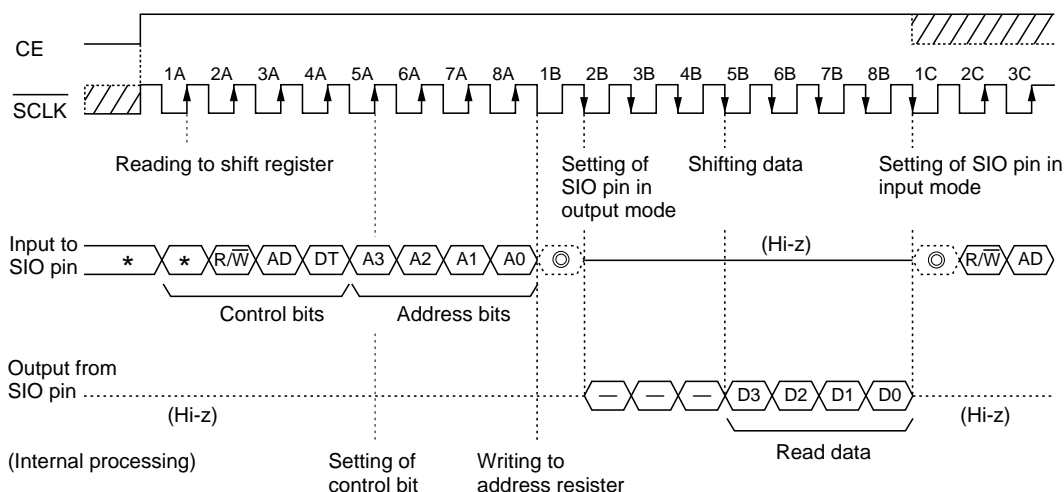 CE
SCLK
1A 2A 3A 4A 5A 6A 7A 8A 1B 2B 3B 4B 5B 6B 7B 8B 1C 2C 3C
Reading to shift register
Setting of
SIO pin in
output mode
Shifting data
Setting of SIO pin in
input mode
Input to
SIO pin
* * R/W AD DT A3 A2 A1 A0 ◎ (Hi-z) ◎ R/W AD
Control bits
Address bits
Output from
SIO pin
(Hi-z)
— — — D3 D2 D1 D0
(Hi-z)
Read data
(Internal processing)
Setting of
control bit
Writing to
address resister